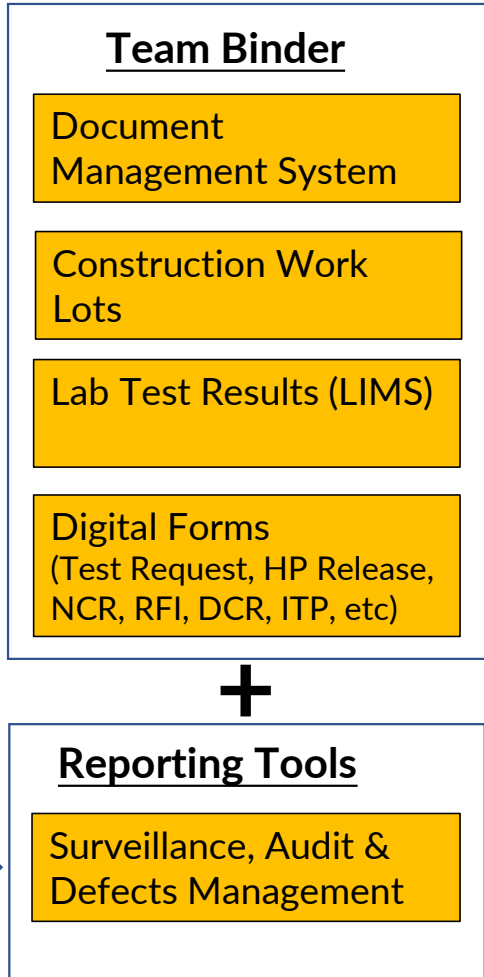 Team Binder
Document
Management System
Construction Work
Lots
Lab Test Results (LIMS)
Digital Forms
(Test Request, HP Release,
NCR, RFI, DCR, ITP, etc)
+
Reporting Tools
Surveillance, Audit &
Defects Management